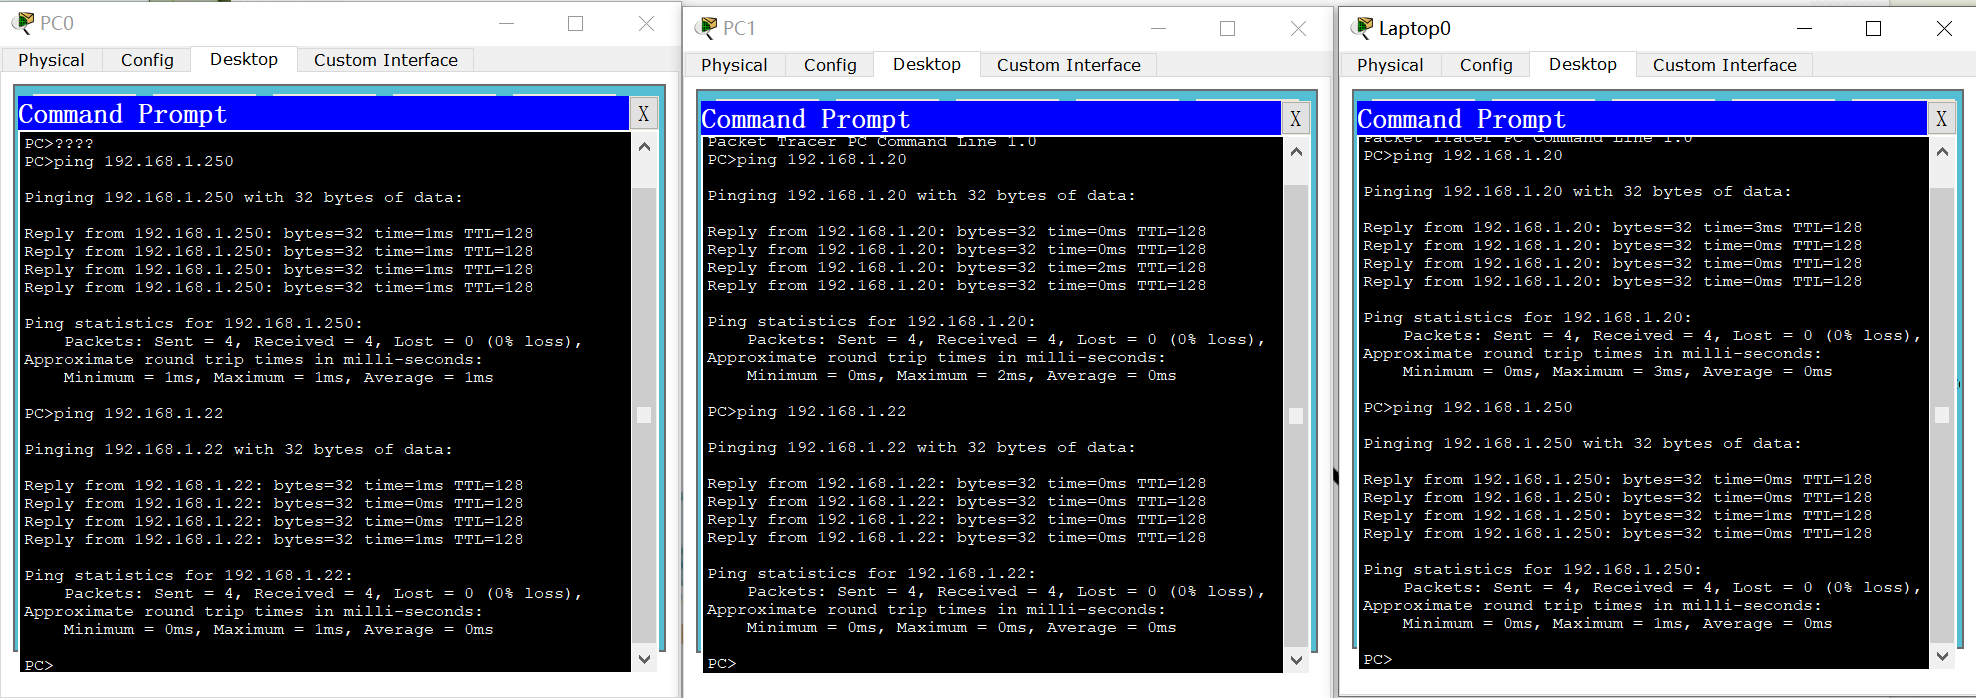 PC0
Physical Config Desktop Custom Interface
Command Prompt X
PC>????
PC>ping 192.168.1.250
Pinging 192.168.1.250 with 32 bytes of data:
Reply from 192.168.1.250: bytes=32 time=1ms TTL=128
Reply from 192.168.1.250: bytes=32 time=1ms TTL=128
Reply from 192.168.1.250: bytes=32 time=1ms TTL=128
Reply from 192.168.1.250: bytes=32 time=1ms TTL=128
Ping statistics for 192.168.1.250:
Packets: Sent = 4, Received = 4, Lost = 0 (0% loss),
Approximate round trip times in milli-seconds:
Minimum = 1ms, Maximum = 1ms, Average = 1ms
PC>ping 192.168.1.22
Pinging 192.168.1.22 with 32 bytes of data:
Reply from 192.168.1.22: bytes=32 time=1ms TTL=128
Reply from 192.168.1.22: bytes=32 time=0ms TTL=128
Reply from 192.168.1.22: bytes=32 time=0ms TTL=128
Reply from 192.168.1.22: bytes=32 time=1ms TTL=128
Ping statistics for 192.168.1.22:
Packets: Sent = 4, Received = 4, Lost = 0 (0% loss),
Approximate round trip times in milli-seconds:
Minimum = 0ms, Maximum = 1ms, Average = 0ms
PC>
PC1
Physical Config Desktop Custom Interface
Command Prompt X
Packet Tracer PC Command Line 1.0
PC>ping 192.168.1.20
Pinging 192.168.1.20 with 32 bytes of data:
Reply from 192.168.1.20: bytes=32 time=0ms TTL=128
Reply from 192.168.1.20: bytes=32 time=0ms TTL=128
Reply from 192.168.1.20: bytes=32 time=2ms TTL=128
Reply from 192.168.1.20: bytes=32 time=0ms TTL=128
Ping statistics for 192.168.1.20:
Packets: Sent = 4, Received = 4, Lost = 0 (0% loss),
Approximate round trip times in milli-seconds:
Minimum = 0ms, Maximum = 2ms, Average = 0ms
PC>ping 192.168.1.22
Pinging 192.168.1.22 with 32 bytes of data:
Reply from 192.168.1.22: bytes=32 time=0ms TTL=128
Reply from 192.168.1.22: bytes=32 time=0ms TTL=128
Reply from 192.168.1.22: bytes=32 time=0ms TTL=128
Reply from 192.168.1.22: bytes=32 time=0ms TTL=128
Ping statistics for 192.168.1.22:
Packets: Sent = 4, Received = 4, Lost = 0 (0% loss),
Approximate round trip times in milli-seconds:
Minimum = 0ms, Maximum = 0ms, Average = 0ms
PC>
Laptop0
Physical Config Desktop Custom Interface
Command Prompt X
Packet Tracer PC Command Line 1.0
PC>ping 192.168.1.20
Pinging 192.168.1.20 with 32 bytes of data:
Reply from 192.168.1.20: bytes=32 time=3ms TTL=128
Reply from 192.168.1.20: bytes=32 time=0ms TTL=128
Reply from 192.168.1.20: bytes=32 time=0ms TTL=128
Reply from 192.168.1.20: bytes=32 time=0ms TTL=128
Ping statistics for 192.168.1.20:
Packets: Sent = 4, Received = 4, Lost = 0 (0% loss),
Approximate round trip times in milli-seconds:
Minimum = 0ms, Maximum = 3ms, Average = 0ms
PC>ping 192.168.1.250
Pinging 192.168.1.250 with 32 bytes of data:
Reply from 192.168.1.250: bytes=32 time=0ms TTL=128
Reply from 192.168.1.250: bytes=32 time=0ms TTL=128
Reply from 192.168.1.250: bytes=32 time=1ms TTL=128
Reply from 192.168.1.250: bytes=32 time=0ms TTL=128
Ping statistics for 192.168.1.250:
Packets: Sent = 4, Received = 4, Lost = 0 (0% loss),
Approximate round trip times in milli-seconds:
Minimum = 0ms, Maximum = 1ms, Average = 0ms
PC>